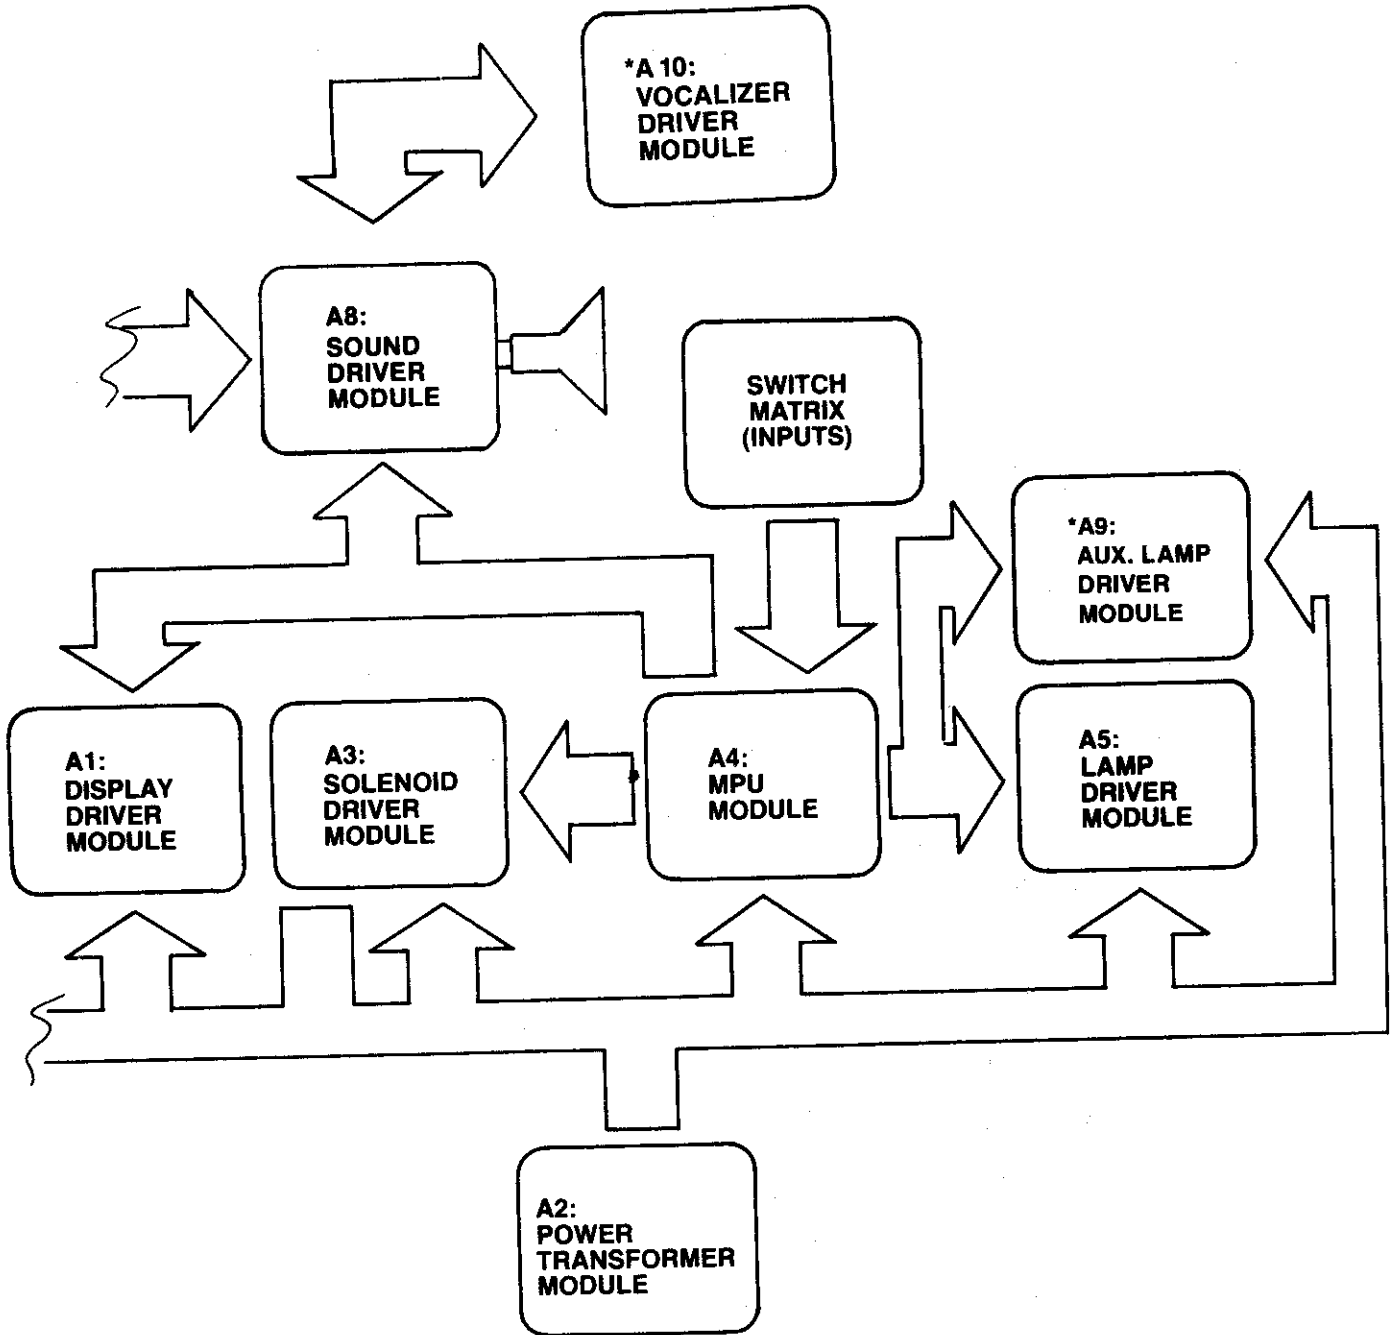 *A 10:
VOCALIZER
DRIVER
MODULE
A8:
SOUND
DRIVER
MODULE
SWITCH
MATRIX
(INPUTS)
*A9:
AUX. LAMP
DRIVER
MODULE
A1:
DISPLAY
DRIVER
MODULE
A3:
SOLENOID
DRIVER
MODULE
A4:
MPU
MODULE
A5:
LAMP
DRIVER
MODULE
A2:
POWER
TRANSFORMER
MODULE